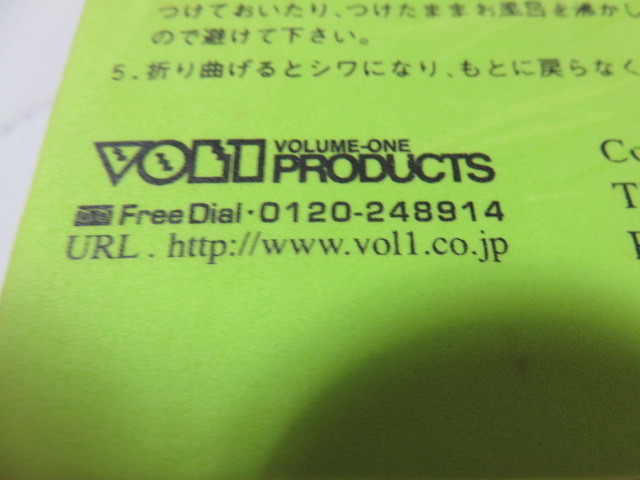 つけておいたり、つけたままお風呂を沸かし
ので避けて下さい。
5. 折り曲げるとシワになり、もとに戻らなく
VOL1 VOLUME-ONE PRODUCTS
Free Dial・0120-248914
URL . http://www.vol1.co.jp
Co
T